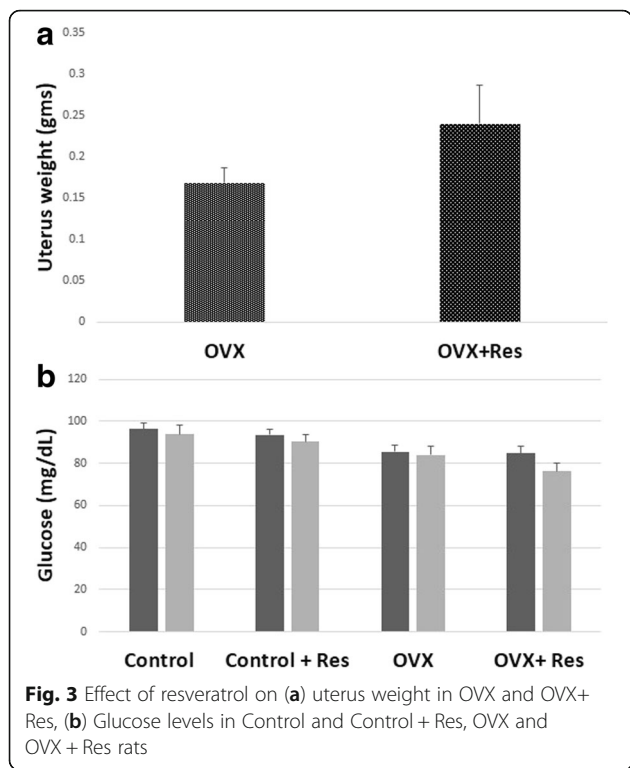 a
0.35
0.3
0.25
0.2
0.15
0.1
0.05
0
Uterus weight (gms)
OVX OVX+Res
b
120
100
80
60
40
20
0
Glucose (mg/dL)
Control Control + Res OVX OVX+ Res
Fig. 3 Effect of resveratrol on (a) uterus weight in OVX and OVX+
Res, (b) Glucose levels in Control and Control + Res, OVX and
OVX + Res rats